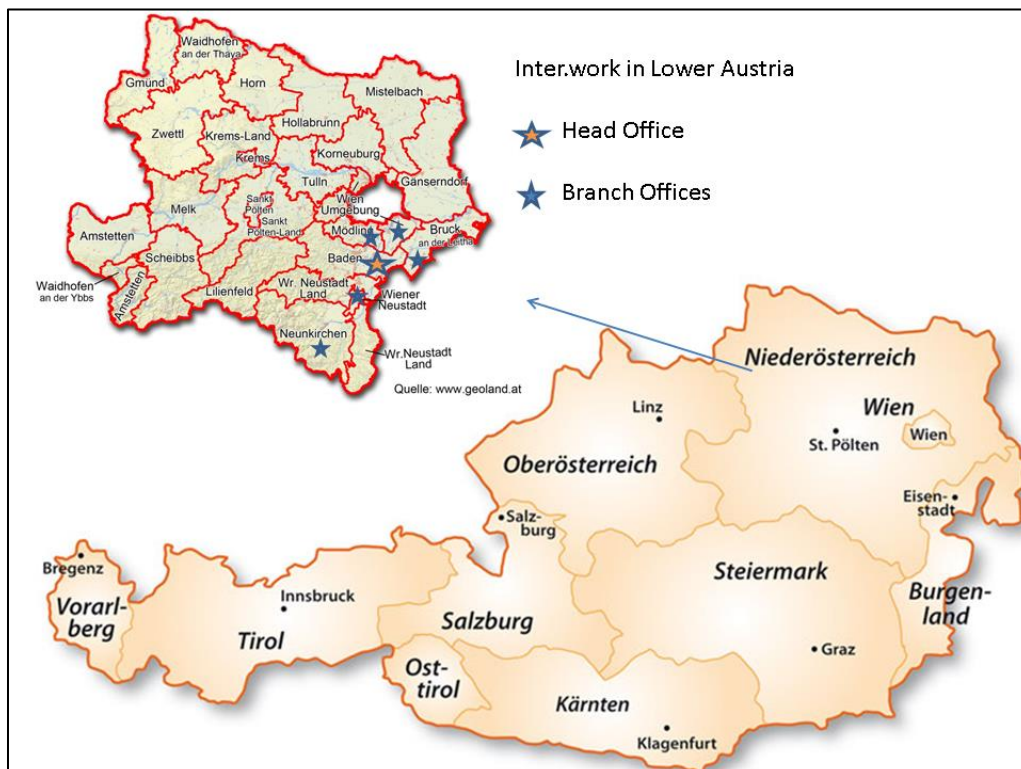 Waidhofen
an der Thaya
Gmünd
Horn
Mistelbach
Zwettl
Hollabrunn
Krems-Land
Krems
Korneuburg
Tulln
Gänserndorf
Wien
Umgebung
Melk
Sankt
Pölten
Sankt
Pölten-Land
Mödling
Bruck
an der Leitha
Amstetten
Scheibbs
Baden
Waidhofen
an der Ybbs
Amstetten
Lilienfeld
Wr. Neustadt
Land
Wiener
Neustadt
Neunkirchen
Wr.Neustadt
Land
Quelle: www.geoland.at
Inter.work in Lower Austria
Head Office
Branch Offices
Niederösterreich
Linz
Wien
St. Pölten
Wien
Oberösterreich
Eisen-
stadt
Salz-
burg
Bregenz
Steiermark
Vorarl-
berg
Innsbruck
Burgen-
land
Tirol
Salzburg
Graz
Ost-
tirol
Kärnten
Klagenfurt